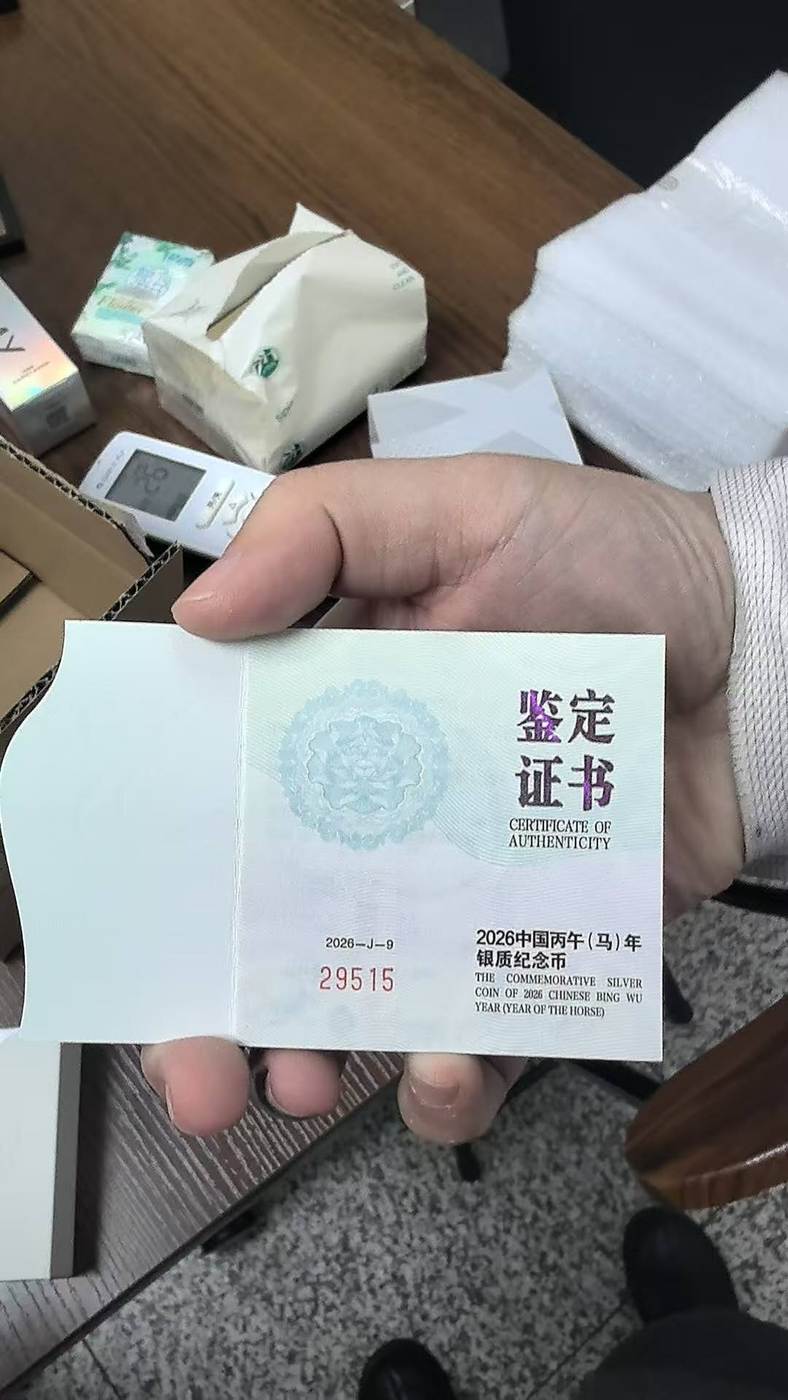 鉴定
证书
CERTIFICATE OF
AUTHENTICITY
2026-J-9
29515
2026中国丙午(马)年
银质纪念币
THE COMMEMORATIVE SILVER
COIN OF 2026 CHINESE BING WU
YEAR (YEAR OF THE HORSE)